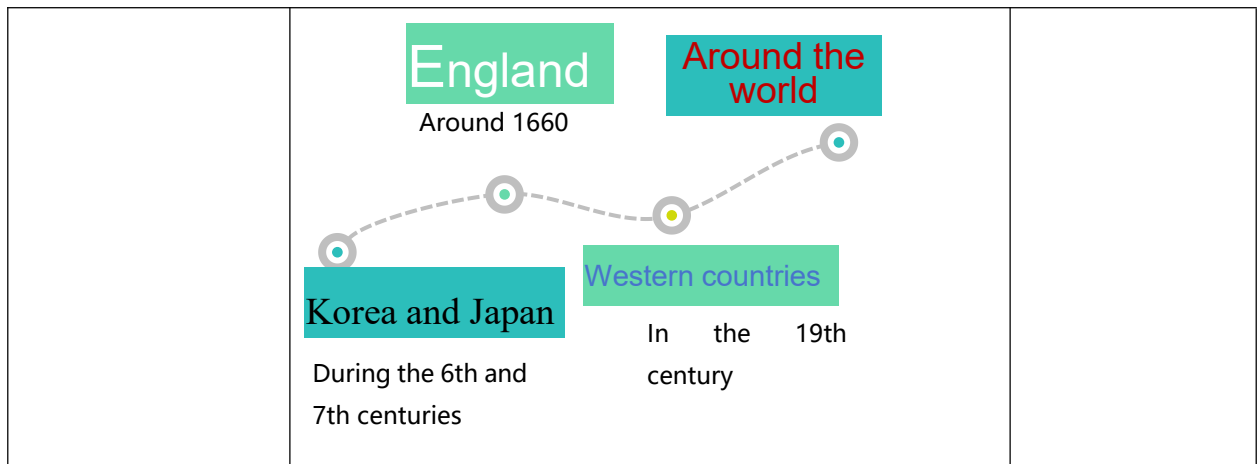 England
Around 1660
Around the
world
Korea and Japan
During the 6th and
7th centuries
Western countries
In the 19th
century